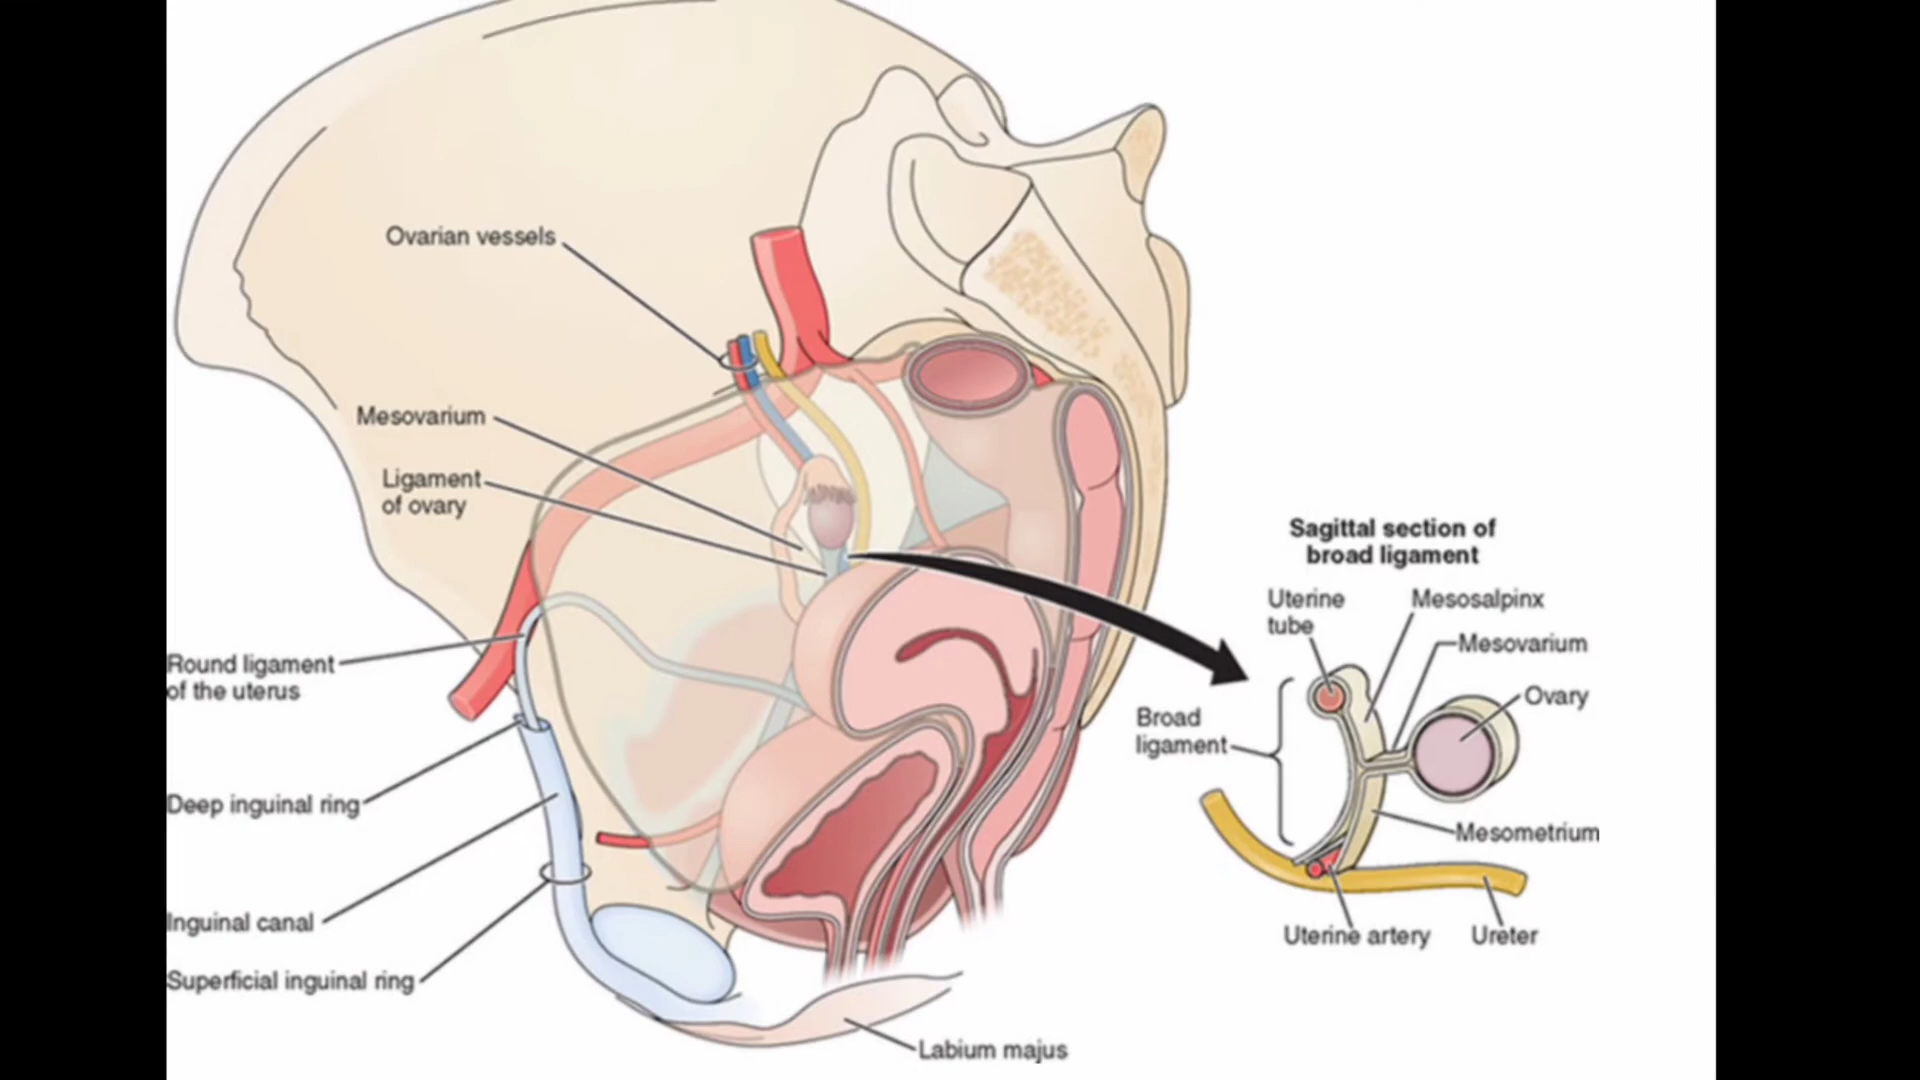 Ovarian vessels
Mesovarium
Ligament
of ovary
Round ligament
of the uterus
Deep inguinal ring
Inguinal canal
Superficial inguinal ring
Labium majus
Sagittal section of
broad ligament
Uterine
tube
Mesosalpinx
Mesovarium
Ovary
Broad
ligament
Mesometrium
Uterine artery
Ureter